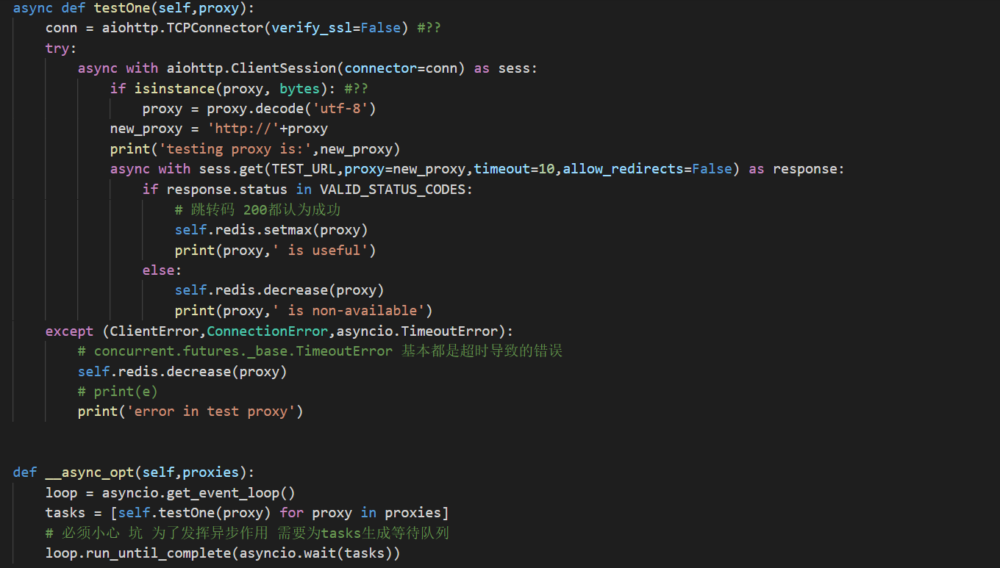 async def testOne(self,proxy):
    conn = aiohttp.TCPConnector(verify_ssl=False) #??
    try:
        async with aiohttp.ClientSession(connector=conn) as sess:
            if isinstance(proxy, bytes): #??
                proxy = proxy.decode('utf-8')
            new_proxy = 'http://'+proxy
            print('testing proxy is:',new_proxy)
            async with sess.get(TEST_URL,proxy=new_proxy,timeout=10,allow_redirects=False) as response:
                if response.status in VALID_STATUS_CODES:
                    # 跳转码 200都认为成功
                    self.redis.setmax(proxy)
                    print(proxy,' is useful')
                else:
                    self.redis.decrease(proxy)
                    print(proxy,' is non-available')
    except (ClientError,ConnectionError,asyncio.TimeoutError):
        # concurrent.futures._base.TimeoutError 基本都是超时导致的错误
        self.redis.decrease(proxy)
        # print(e)
        print('error in test proxy')
def __async_opt(self,proxies):
    loop = asyncio.get_event_loop()
    tasks = [self.testOne(proxy) for proxy in proxies]
    # 必须小心 坑 为了发挥异步作用 需要为tasks生成等待队列
    loop.run_until_complete(asyncio.wait(tasks))